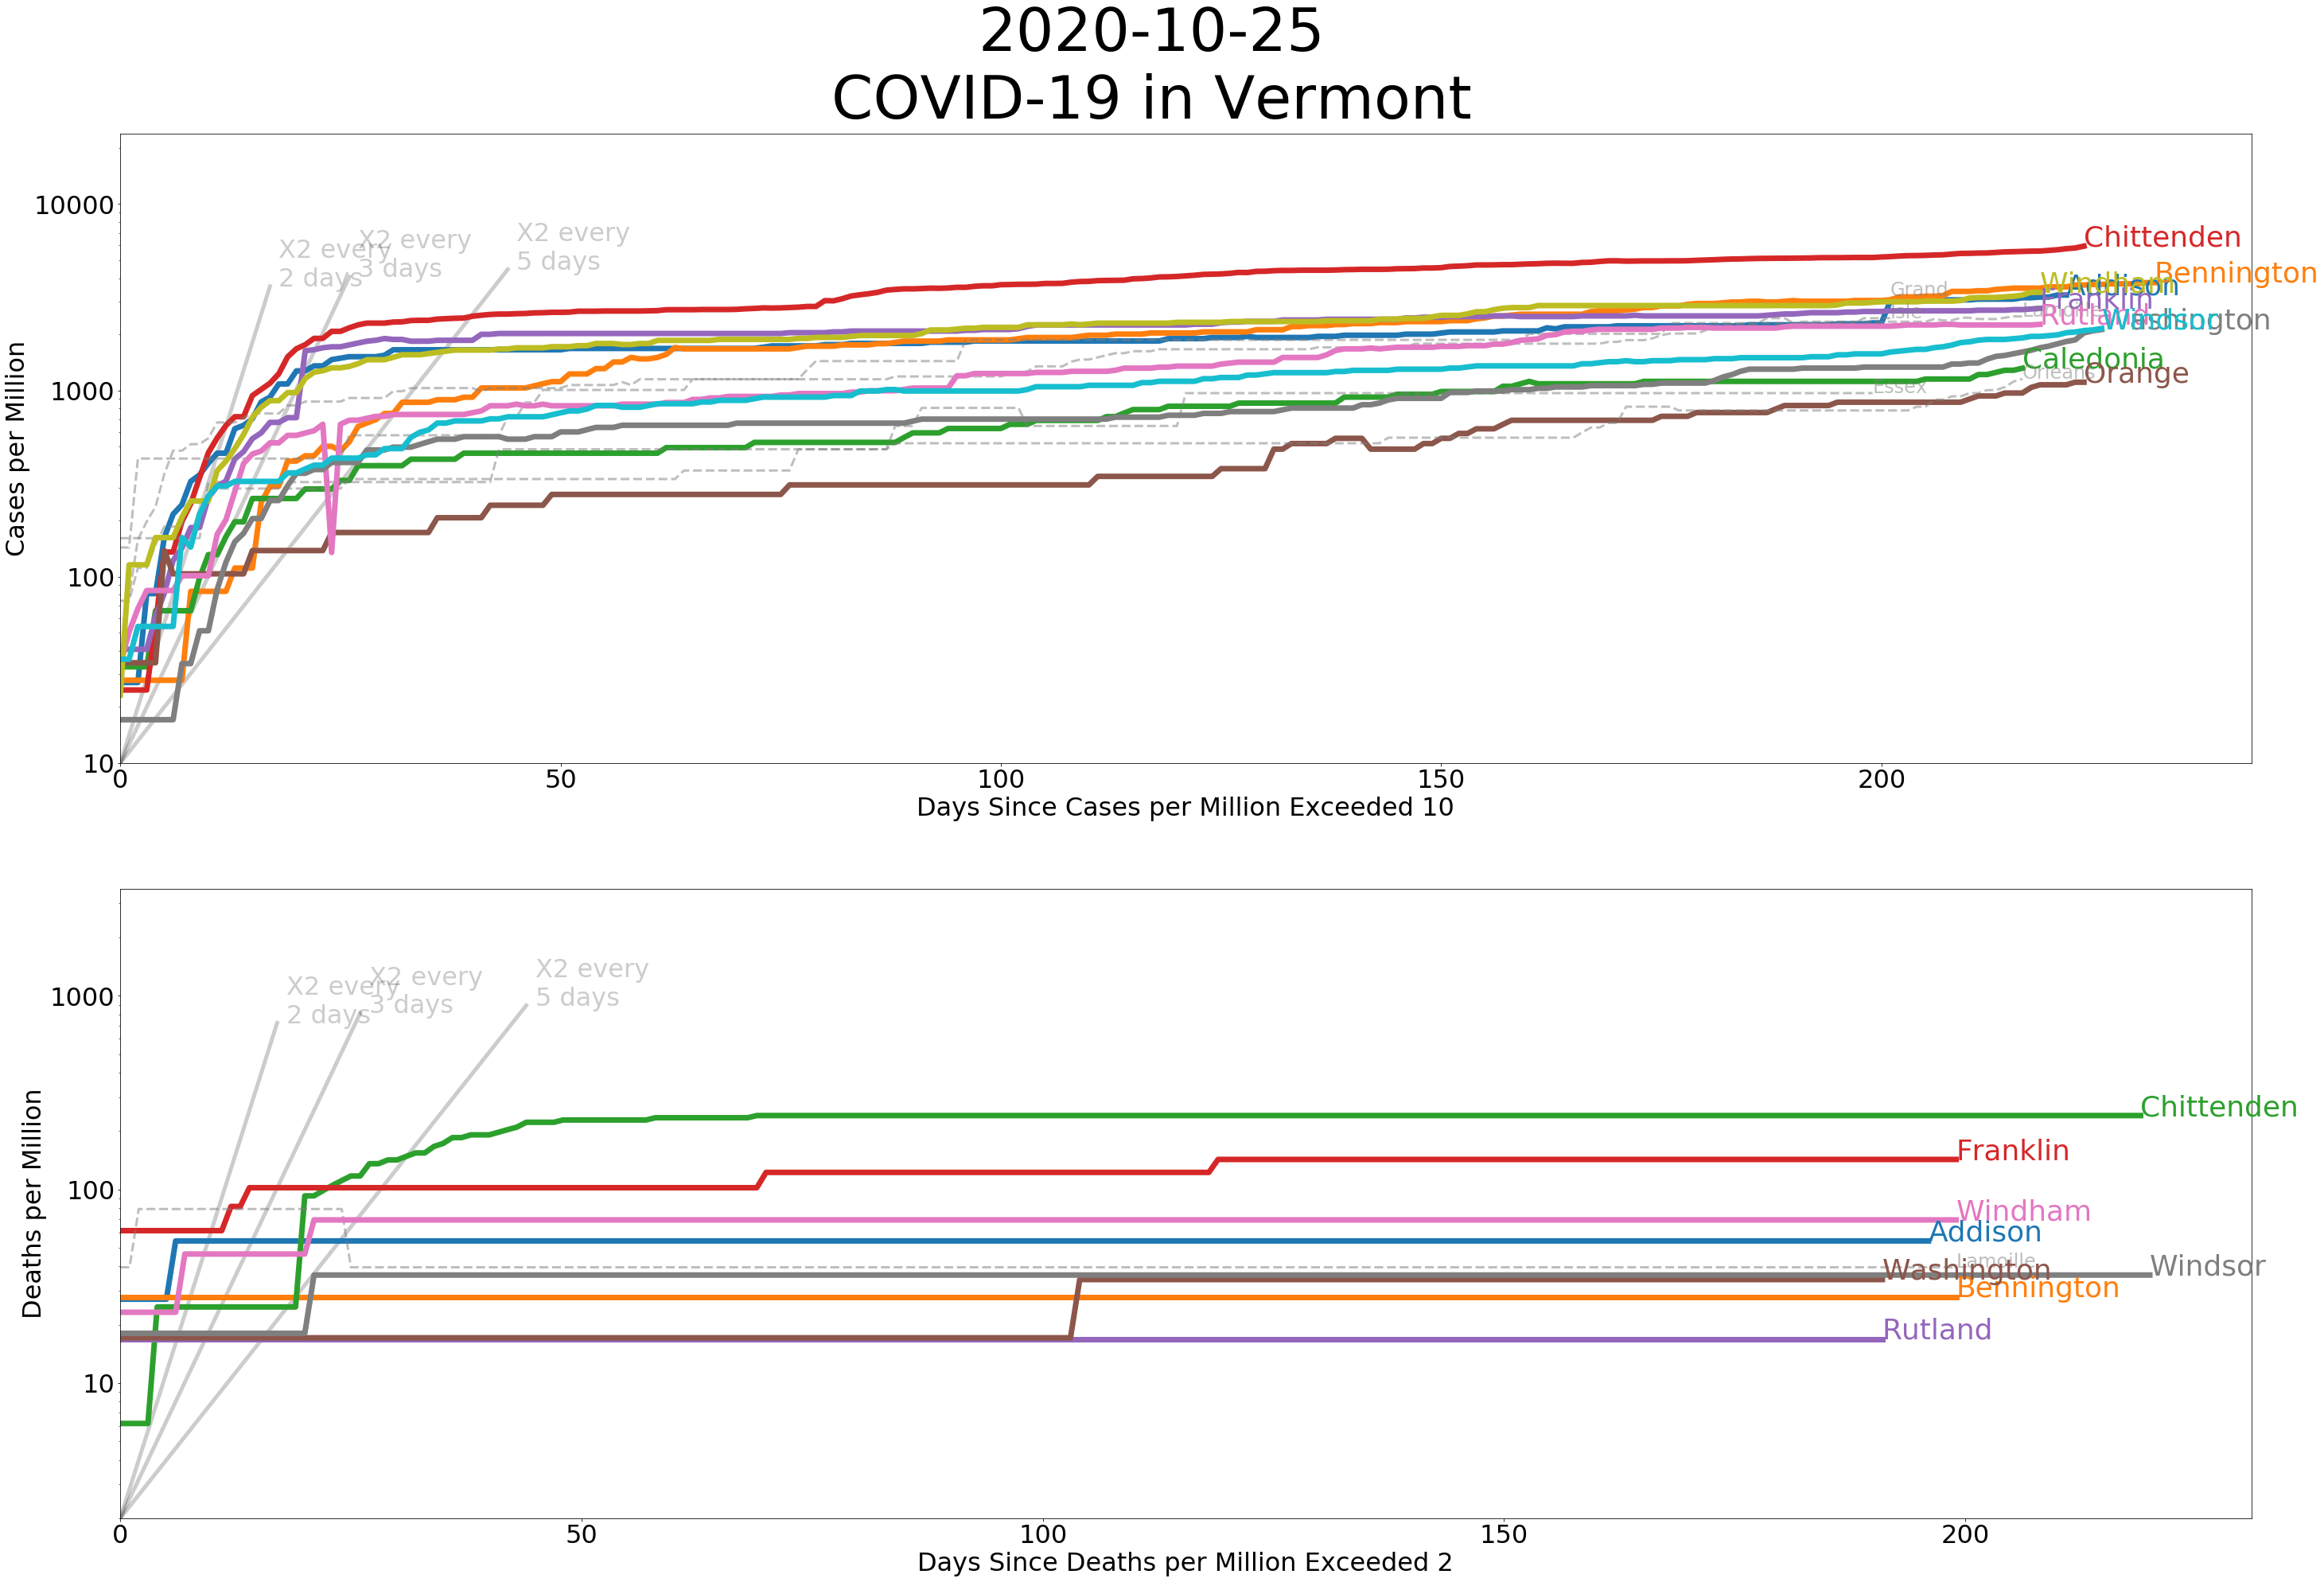 2020-10-25
COVID-19 in Vermont
10000
1000
100
10
Cases per Million
X2 every
2 days
X2 every
3 days
X2 every
5 days
Chittenden
Bennington
Windham
Addison
Grand
Isle
Franklin
Rutland
Windsor
Washington
Caledonia
Orleans
Orange
Essex
0
50
100
150
200
Days Since Cases per Million Exceeded 10
1000
100
10
Deaths per Million
X2 every
2 days
X2 every
3 days
X2 every
5 days
Chittenden
Franklin
Windham
Addison
Lamoille
Washington
Windsor
Bennington
Rutland
0
50
100
150
200
Days Since Deaths per Million Exceeded 2